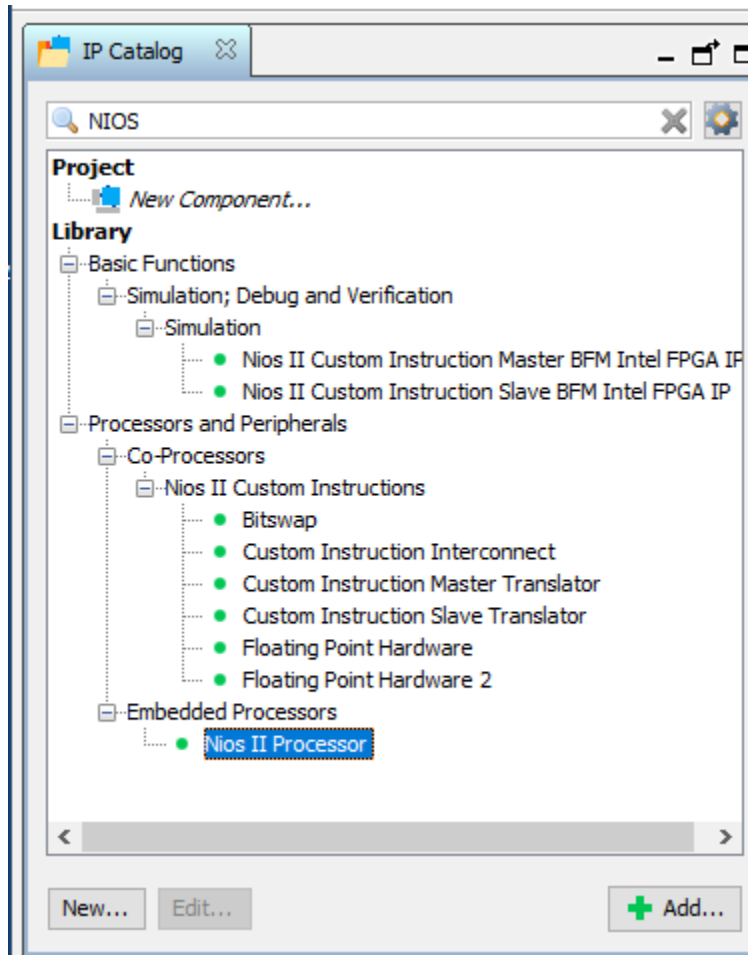 IP Catalog
NIOS
Project
New Component...
Library
Basic Functions
Simulation; Debug and Verification
Simulation
Nios II Custom Instruction Master BFM Intel FPGA IP
Nios II Custom Instruction Slave BFM Intel FPGA IP
Processors and Peripherals
Co-Processors
Nios II Custom Instructions
Bitswap
Custom Instruction Interconnect
Custom Instruction Master Translator
Custom Instruction Slave Translator
Floating Point Hardware
Floating Point Hardware 2
Embedded Processors
Nios II Processor
New... Edit... Add...